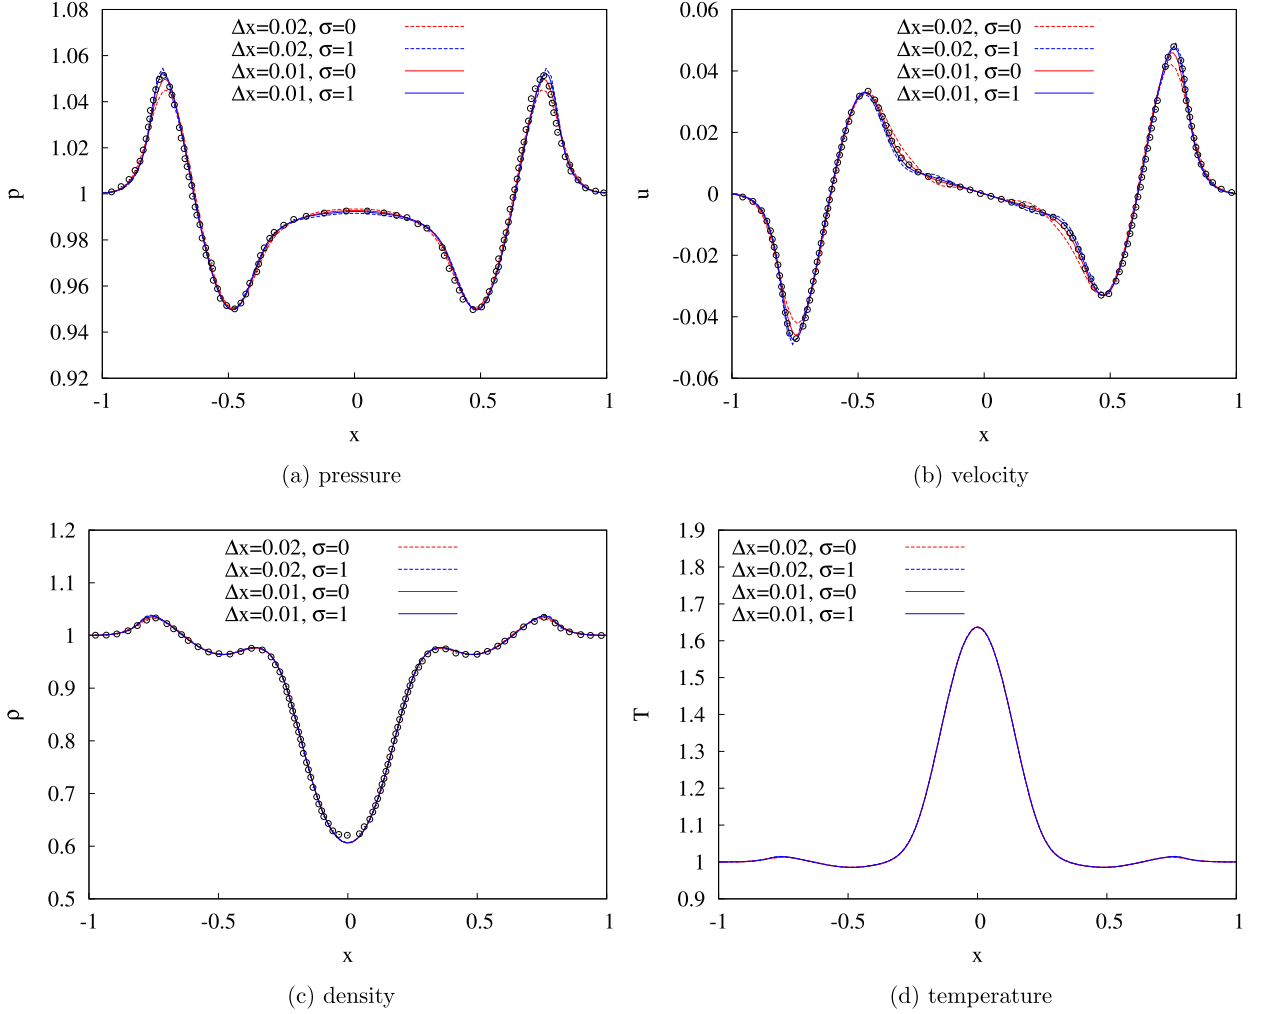 1.08
1.06
1.04
1.02
1
0.98
0.96
0.94
0.92
p
Δx=0.02, σ=0
Δx=0.02, σ=1
Δx=0.01, σ=0
Δx=0.01, σ=1
-1 -0.5 0 0.5 1
x
(a) pressure
0.06
0.04
0.02
0
-0.02
-0.04
-0.06
u
Δx=0.02, σ=0
Δx=0.02, σ=1
Δx=0.01, σ=0
Δx=0.01, σ=1
-1 -0.5 0 0.5 1
x
(b) velocity
1.2
1.1
1
0.9
0.8
0.7
0.6
0.5
ρ
Δx=0.02, σ=0
Δx=0.02, σ=1
Δx=0.01, σ=0
Δx=0.01, σ=1
-1 -0.5 0 0.5 1
x
(c) density
1.9
1.8
1.7
1.6
1.5
1.4
1.3
1.2
1.1
1
0.9
T
Δx=0.02, σ=0
Δx=0.02, σ=1
Δx=0.01, σ=0
Δx=0.01, σ=1
-1 -0.5 0 0.5 1
x
(d) temperature